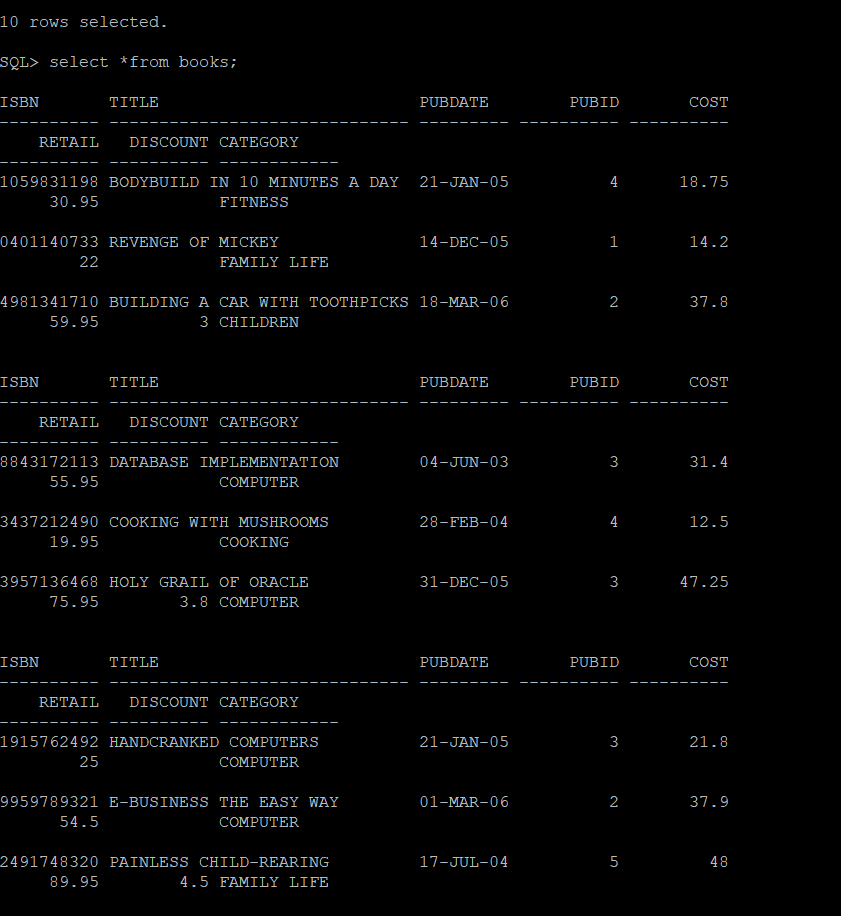 10 rows selected.
SQL> select *from books;
ISBN       TITLE                          PUBDATE        PUBID       COST
---------- ------------------------------ --------- ---------- ----------
    RETAIL   DISCOUNT CATEGORY
---------- ---------- ------------
1059831198 BODYBUILD IN 10 MINUTES A DAY  21-JAN-05          4      18.75
     30.95            FITNESS
0401140733 REVENGE OF MICKEY              14-DEC-05          1       14.2
        22            FAMILY LIFE
4981341710 BUILDING A CAR WITH TOOTHPICKS 18-MAR-06          2       37.8
     59.95          3 CHILDREN
ISBN       TITLE                          PUBDATE        PUBID       COST
---------- ------------------------------ --------- ---------- ----------
    RETAIL   DISCOUNT CATEGORY
---------- ---------- ------------
8843172113 DATABASE IMPLEMENTATION        04-JUN-03          3       31.4
     55.95            COMPUTER
3437212490 COOKING WITH MUSHROOMS         28-FEB-04          4       12.5
     19.95            COOKING
3957136468 HOLY GRAIL OF ORACLE           31-DEC-05          3      47.25
     75.95        3.8 COMPUTER
ISBN       TITLE                          PUBDATE        PUBID       COST
---------- ------------------------------ --------- ---------- ----------
    RETAIL   DISCOUNT CATEGORY
---------- ---------- ------------
1915762492 HANDCRANKED COMPUTERS          21-JAN-05          3       21.8
        25            COMPUTER
9959789321 E-BUSINESS THE EASY WAY        01-MAR-06          2       37.9
      54.5            COMPUTER
2491748320 PAINLESS CHILD-REARING         17-JUL-04          5         48
     89.95        4.5 FAMILY LIFE